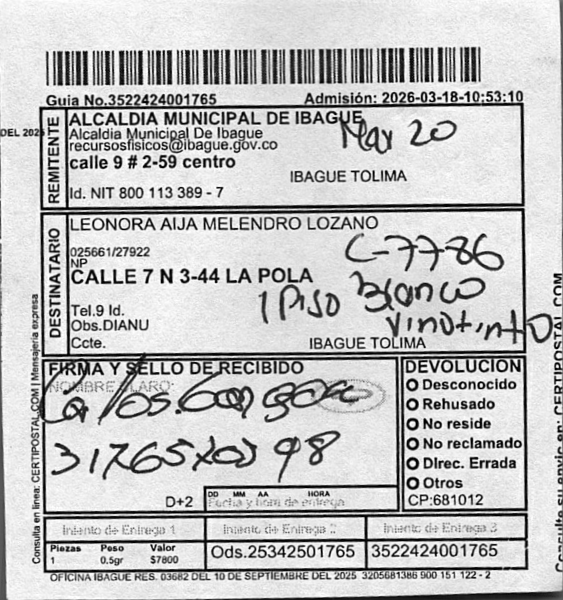 Guia No.3522424001765 Admisión: 2026-03-18-10:53:10
DEL 2025
REMITENTE
ALCALDIA MUNICIPAL DE IBAGUE
Alcaldia Municipal De Ibague
recursosfisicos@ibague.gov.co
calle 9 # 2-59 centro
IBAGUE TOLIMA
Id. NIT 800 113 389 - 7
Mar 20
DESTINATARIO
LEONORA AIJA MELENDRO LOZANO
025661/27922
NP
CALLE 7 N 3-44 LA POLA
Tel.9 Id.
Obs.DIANU
Ccte.
IBAGUE TOLIMA
C-7786
1 Piso Blanco
Vinotinto
FIRMA Y SELLO DE RECIBIDO
NOMBRE CLARO:
Carlos.
D+2
DD MM AA HORA
Fecha y hora de entrega
DEVOLUCION
Desconocido
Rehusado
No reside
No reclamado
DIrec. Errada
Otros
CP:681012
Intento de Entrega 1 Intento de Entrega 2 Intento de Entrega 3
Piezas Peso Valor
1 0.5gr $7800
Ods.25342501765 3522424001765
OFICINA IBAGUE RES. 03682 DEL 10 DE SEPTIEMBRE DEL 2025 3205681386 900 151 122 - 2
Consulta en linea: CERTIPOSTAL.COM | Mensajeria expresa
Consulte su envio en: CERTIPOSTAL.COM